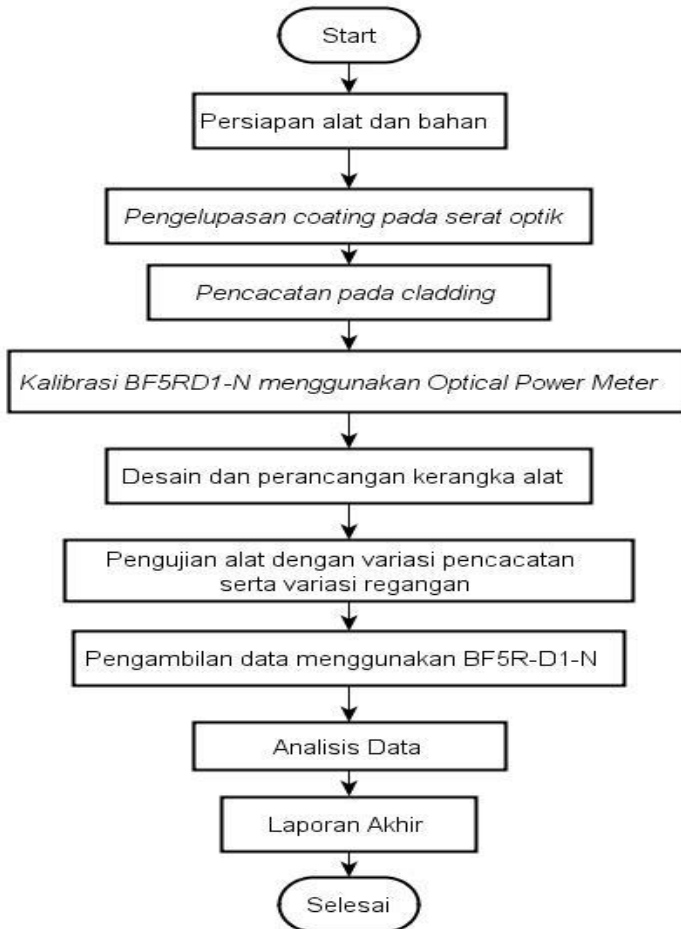 Start
Persiapan alat dan bahan
Pengelupasan coating pada serat optik
Pencacatan pada cladding
Kalibrasi BF5RD1-N menggunakan Optical Power Meter
Desain dan perancangan kerangka alat
Pengujian alat dengan variasi pencacatan
serta variasi regangan
Pengambilan data menggunakan BF5R-D1-N
Analisis Data
Laporan Akhir
Selesai